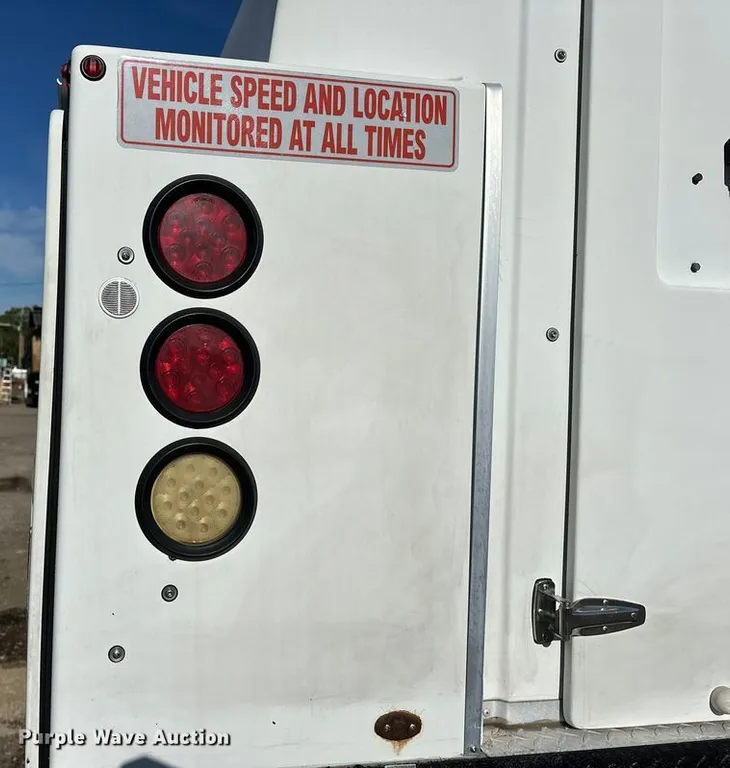 VEHICLE SPEED AND LOCATION
MONITORED AT ALL TIMES
Purple Wave Auction